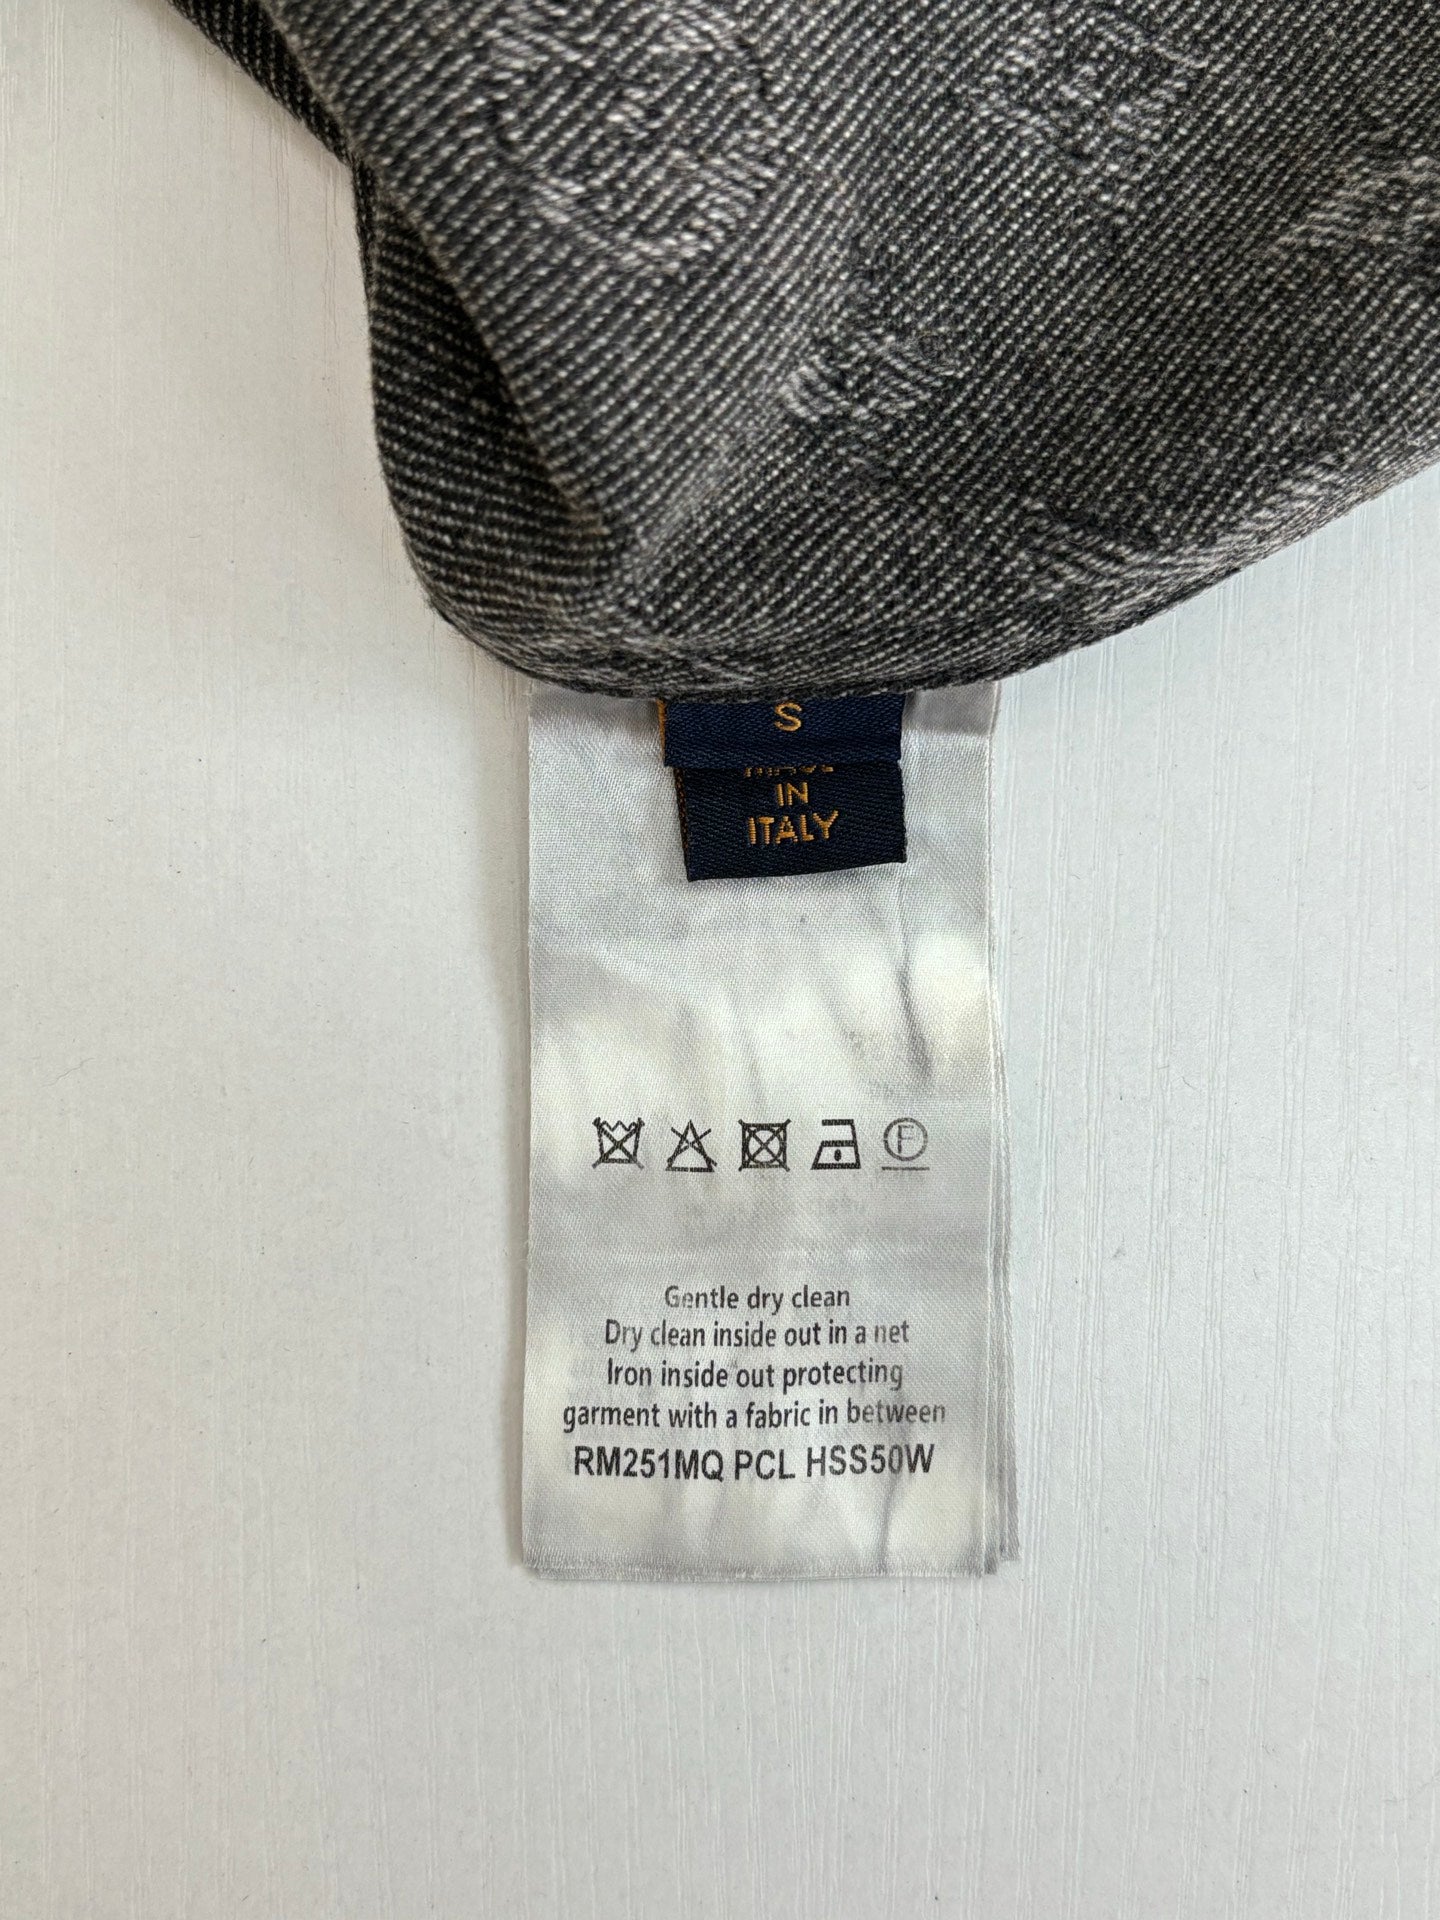 S
MADE
IN
ITALY
F
Gentle dry clean
Dry clean inside out in a net
Iron inside out protecting
garment with a fabric in between
RM251MQ PCL HSS50W